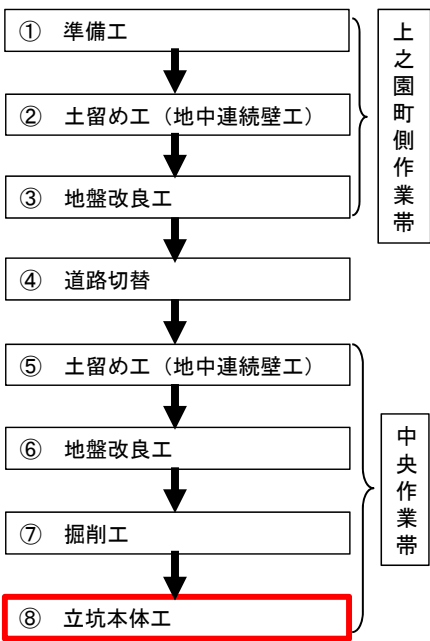 ① 準備工
② 土留め工（地中連続壁工）
③ 地盤改良工
上之園町側作業帯
④ 道路切替
⑤ 土留め工（地中連続壁工）
⑥ 地盤改良工
⑦ 掘削工
⑧ 立坑本体工
中央作業帯